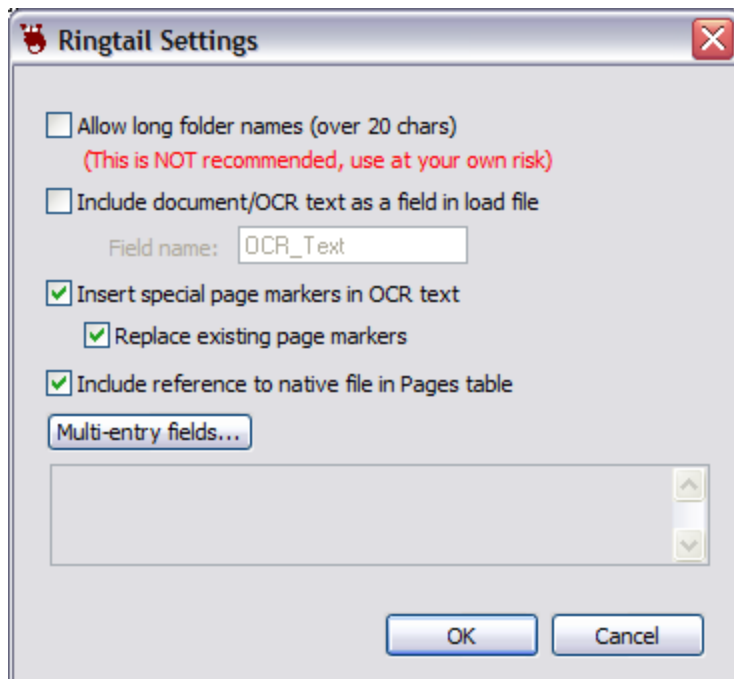 Ringtail Settings
Allow long folder names (over 20 chars)
(This is NOT recommended, use at your own risk)
Include document/OCR text as a field in load file
Field name: OCR_Text
Insert special page markers in OCR text
Replace existing page markers
Include reference to native file in Pages table
Multi-entry fields...
OK Cancel